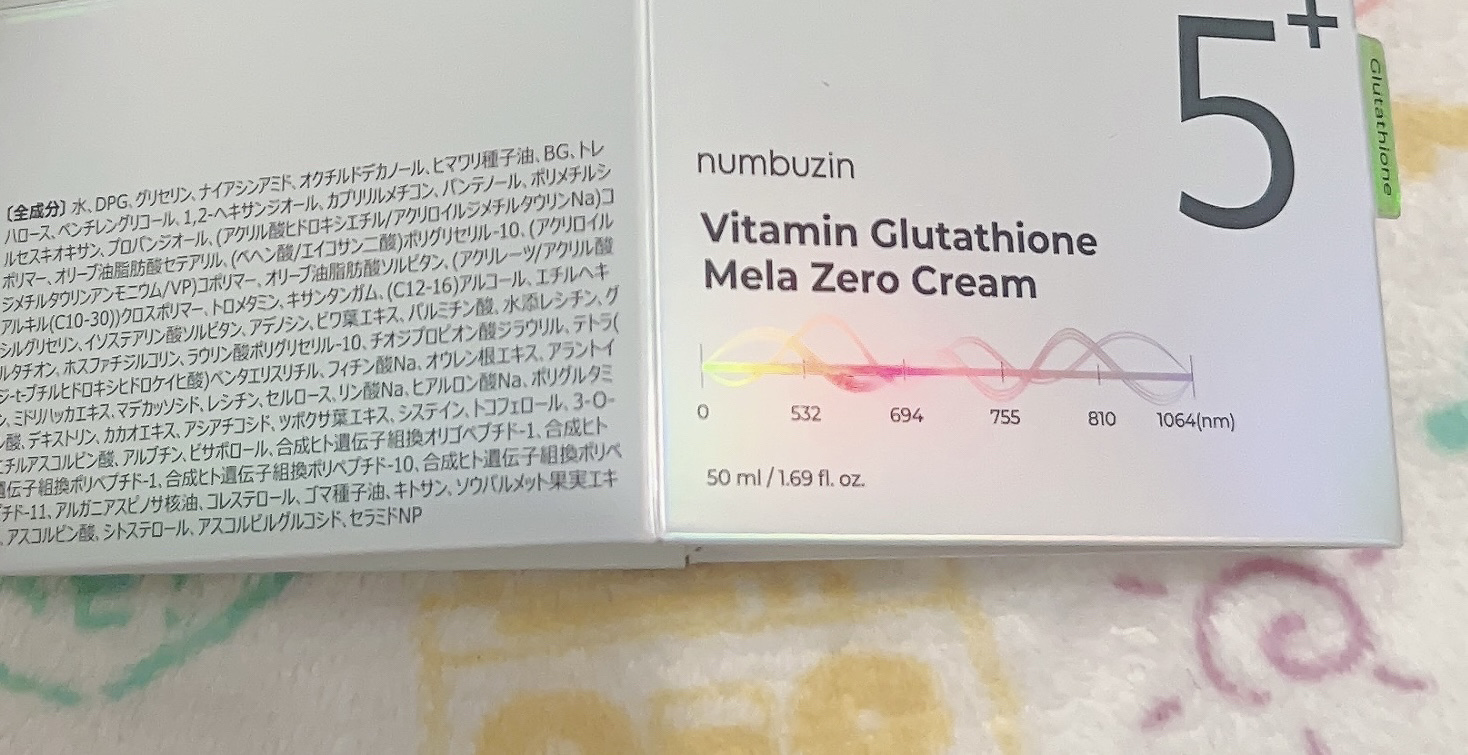 〔全成分〕水、DPG、グリセリン、ナイアシンアミド、オクチルドデカノール、ヒマワリ種子油、BG、トレ
ハロース、ペンチレングリコール、1,2-ヘキサンジオール、カプリリルメチコン、パンテノール、ポリメチルシ
ルセスキオキサン、プロパンジオール、(アクリル酸ヒドロキシエチル/アクリロイルジメチルタウリンNa)コ
ポリマー、オリーブ油脂肪酸セテアリル、(ベヘン酸/エイコサン二酸)ポリグリセリル-10、(アクリロイル
ジメチルタウリンアンモニウム/VP)コポリマー、オリーブ油脂肪酸ソルビタン、(アクリレーツ/アクリル酸
アルキル(C10-30))クロスポリマー、トロメタミン、キサンタンガム、(C12-16)アルコール、エチルヘキ
シルグリセリン、イソステアリン酸ソルビタン、アデノシン、ビワ葉エキス、パルミチン酸、水添レシチン、グ
ルタチオン、ホスファチジルコリン、ラウリン酸ポリグリセリル-10、チオジプロピオン酸ジラウリル、テトラ(
ジ-t-ブチルヒドロキシヒドロケイヒ酸)ペンタエリスリチル、フィチン酸Na、オウレン根エキス、アラントイ
ン、ミドリハッカエキス、マデカッソシド、レシチン、セルロース、リン酸Na、ヒアルロン酸Na、ポリグルタミ
ン酸、デキストリン、カカオエキス、アシアチコシド、ツボクサ葉エキス、システイン、トコフェロール、3-O-
エチルアスコルビン酸、アルブチン、ビサボロール、合成ヒト遺伝子組換オリゴペプチド-1、合成ヒト
遺伝子組換ポリペプチド-1、合成ヒト遺伝子組換ポリペプチド-10、合成ヒト遺伝子組換ポリペ
プチド-11、アルガニアスピノサ核油、コレステロール、ゴマ種子油、キトサン、ソウパルメット果実エキ
、アスコルビン酸、シトステロール、アスコルビルグルコシド、セラミドNP
5+
Glutathione
numbuzin
Vitamin Glutathione
Mela Zero Cream
0 532 694 755 810 1064(nm)
50 ml / 1.69 fl. oz.